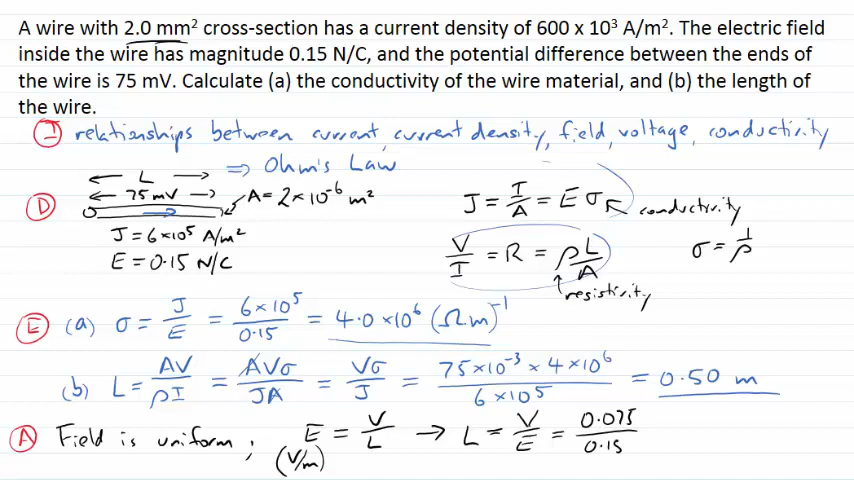 A wire with 2.0 mm² cross-section has a current density of 600 x 10³ A/m². The electric field
inside the wire has magnitude 0.15 N/C, and the potential difference between the ends of
the wire is 75 mV. Calculate (a) the conductivity of the wire material, and (b) the length of
the wire.
I relationships between current, current density, field, voltage, conductivity
⇒ Ohm's Law
← L →
D ← 75 mV → A = 2×10⁻⁶ m² J = I/A = E σ conductivity
J = 6×10⁵ A/m²
E = 0.15 N/C V/I = R = ρ L/A σ = 1/ρ
resistivity
E (a) σ = J/E = 6×10⁵/0.15 = 4.0×10⁶ (Ωm)⁻¹
(b) L = AV/ρI = AVσ/JA = Vσ/J = 75×10⁻³ × 4×10⁶/6×10⁵ = 0.50 m
A Field is uniform; E = V/L → L = V/E = 0.075/0.15
(V/m)